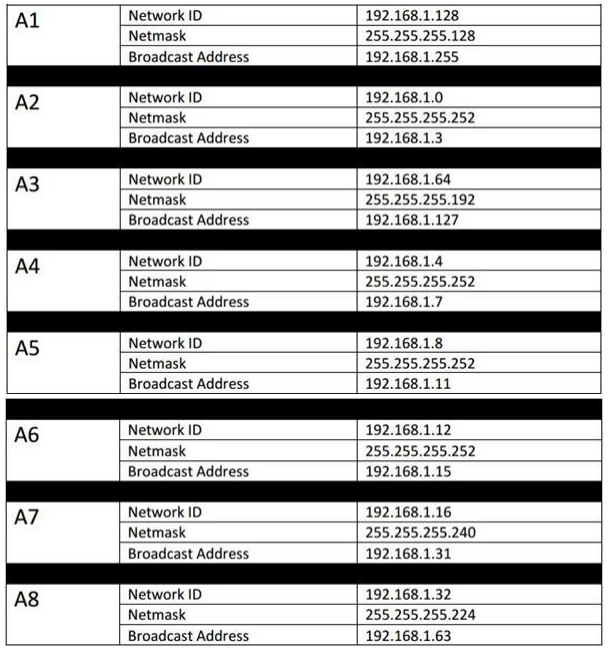 A1 Network ID 192.168.1.128
Netmask 255.255.255.128
Broadcast Address 192.168.1.255
A2 Network ID 192.168.1.0
Netmask 255.255.255.252
Broadcast Address 192.168.1.3
A3 Network ID 192.168.1.64
Netmask 255.255.255.192
Broadcast Address 192.168.1.127
A4 Network ID 192.168.1.4
Netmask 255.255.255.252
Broadcast Address 192.168.1.7
A5 Network ID 192.168.1.8
Netmask 255.255.255.252
Broadcast Address 192.168.1.11
A6 Network ID 192.168.1.12
Netmask 255.255.255.252
Broadcast Address 192.168.1.15
A7 Network ID 192.168.1.16
Netmask 255.255.255.240
Broadcast Address 192.168.1.31
A8 Network ID 192.168.1.32
Netmask 255.255.255.224
Broadcast Address 192.168.1.63